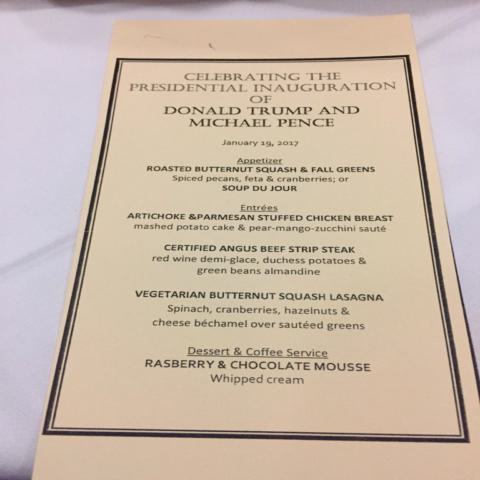 CELEBRATING THE
PRESIDENTIAL INAUGURATION
OF
DONALD TRUMP AND
MICHAEL PENCE
January 19, 2017
Appetizer
ROASTED BUTTERNUT SQUASH & FALL GREENS
Spiced pecans, feta & cranberries; or
SOUP DU JOUR
Entrées
ARTICHOKE &PARMESAN STUFFED CHICKEN BREAST
mashed potato cake & pear-mango-zucchini sauté
CERTIFIED ANGUS BEEF STRIP STEAK
red wine demi-glace, duchess potatoes &
green beans almandine
VEGETARIAN BUTTERNUT SQUASH LASAGNA
Spinach, cranberries, hazelnuts &
cheese béchamel over sautéed greens
Dessert & Coffee Service
RASBERRY & CHOCOLATE MOUSSE
Whipped cream